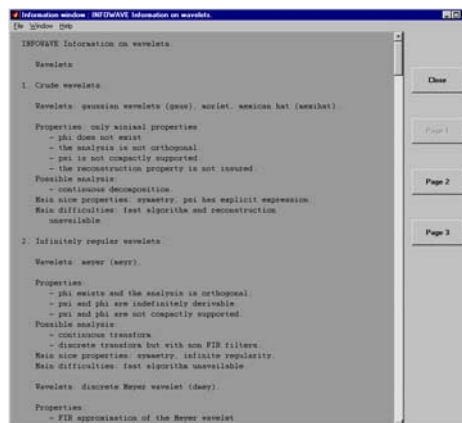 Information window : INFOWAVE Information on wavelets.
File Window Help
INFOWAVE Information on wavelets.
Wavelets
1. Crude wavelets.
Wavelets: gaussian wavelets (gaus), morlet, mexican hat (mexihat).
Properties: only minimal properties
- phi does not exist
- the analysis is not orthogonal.
- psi is not compactly supported.
- the reconstruction property is not insured.
Possible analysis:
- continuous decomposition.
Main nice properties: symmetry, psi has explicit expression.
Main difficulties: fast algorithm and reconstruction
unavailable.
2. Infinitely regular wavelets.
Wavelets: meyer (meyr).
Properties:
- phi exists and the analysis is orthogonal.
- psi and phi are indefinitely derivable.
- psi and phi are not compactly supported.
Possible analysis:
- continuous transform
- discrete transform but with non FIR filters.
Main nice properties: symmetry, infinite regularity.
Main difficulties: fast algorithm unavailable.
Wavelets: discrete Meyer wavelet (dmey).
Properties:
- FIR approximation of the Meyer wavelet
Close
Page 1
Page 2
Page 3